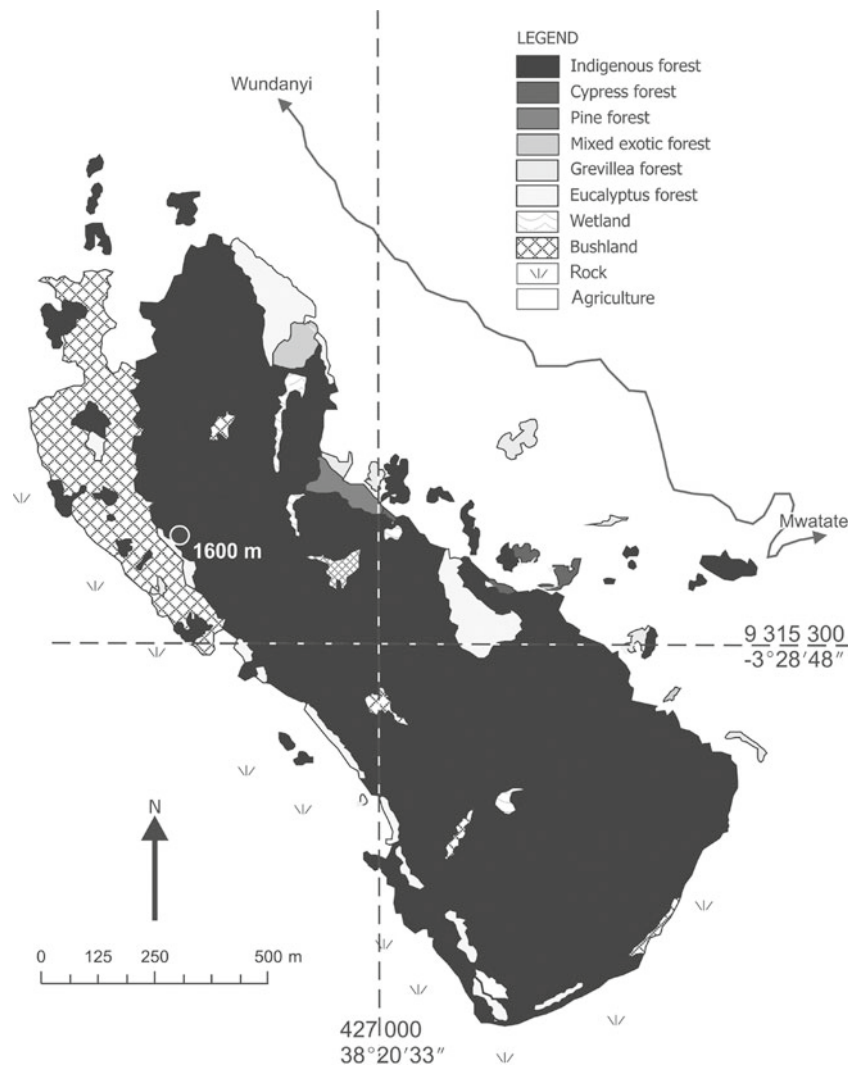 LEGEND
Indigenous forest
Cypress forest
Pine forest
Mixed exotic forest
Grevillea forest
Eucalyptus forest
Wetland
Bushland
Rock
Agriculture
Wundanyi
Mwatate
1600 m
9 315 300
-3°28′48″
N
0 125 250 500 m
427 000
38°20′33″